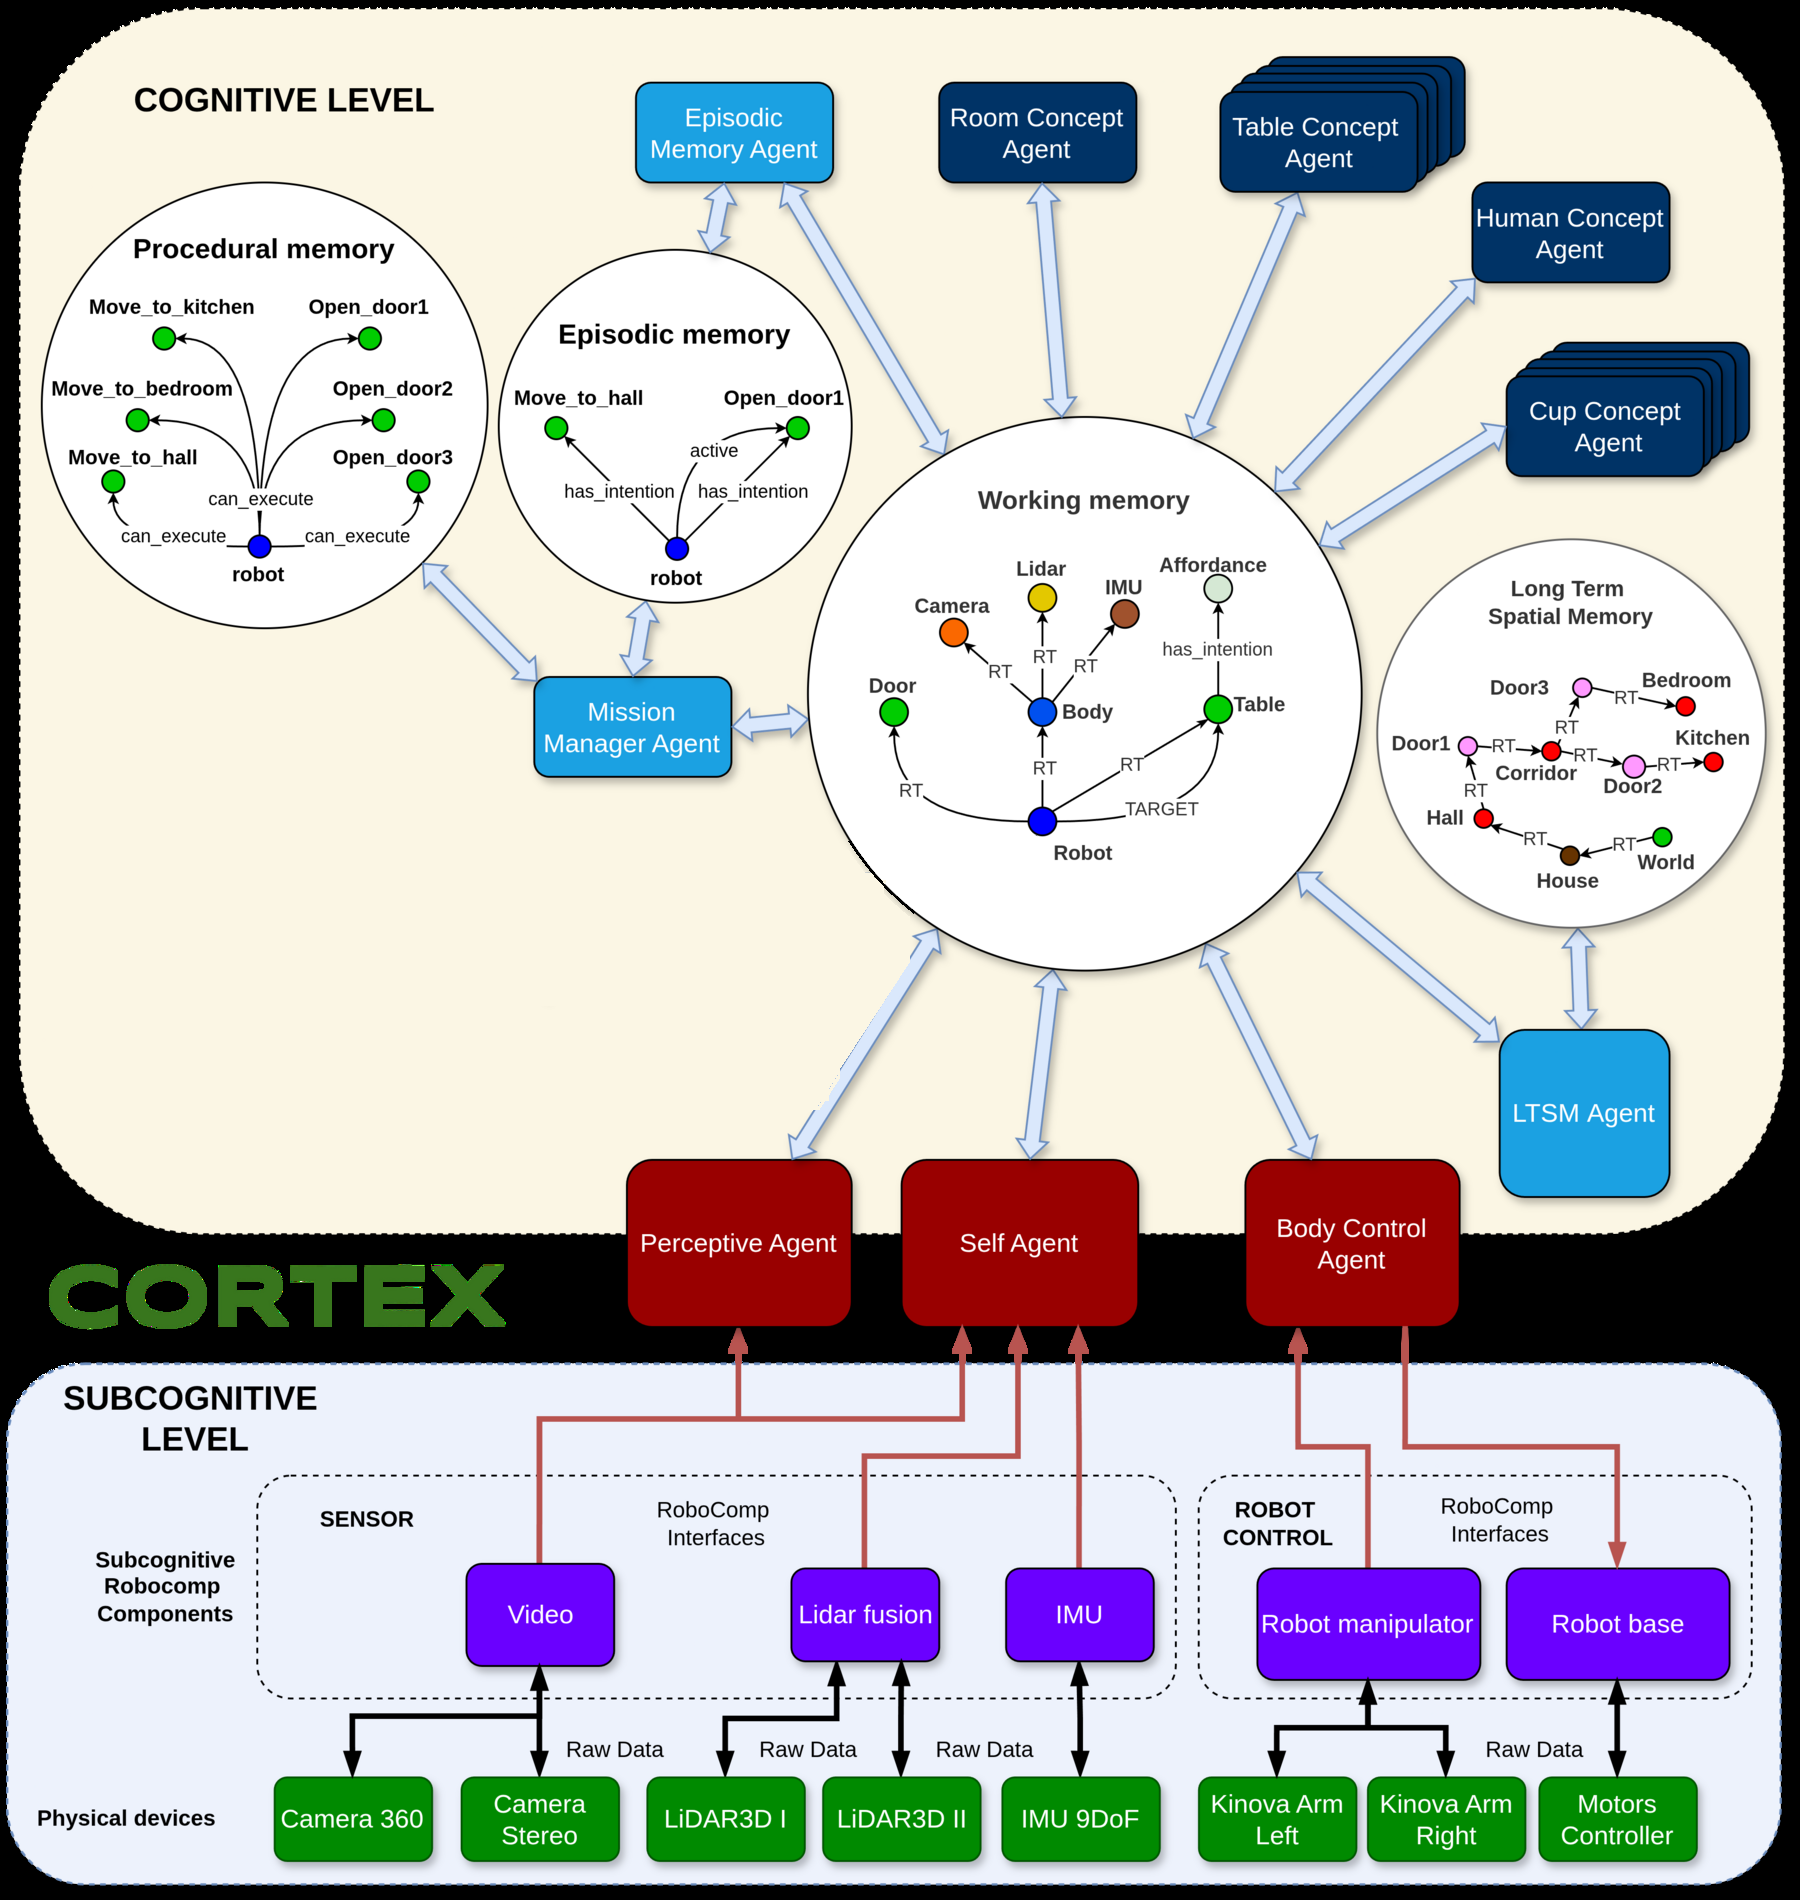 COGNITIVE LEVEL
Episodic
Memory Agent
Room Concept
Agent
Table Concept
Agent
Human Concept
Agent
Cup Concept
Agent
Procedural memory
Move_to_kitchen
Open_door1
Move_to_bedroom
Open_door2
Move_to_hall
Open_door3
can_execute
can_execute
can_execute
robot
Episodic memory
Move_to_hall
Open_door1
active
has_intention
has_intention
robot
Mission
Manager Agent
Working memory
Lidar
IMU
Affordance
Camera
RT
RT
RT
has_intention
Door
Body
Table
RT
RT
RT
TARGET
Robot
Long Term
Spatial Memory
Door3
Bedroom
RT
RT
Door1
RT
Corridor
RT
Door2
RT
Kitchen
RT
Hall
RT
RT
House
World
LTSM Agent
Perceptive Agent
Self Agent
Body Control
Agent
CORTEX
SUBCOGNITIVE
LEVEL
SENSOR
RoboComp
Interfaces
ROBOT
CONTROL
RoboComp
Interfaces
Subcognitive
Robocomp
Components
Video
Lidar fusion
IMU
Robot manipulator
Robot base
Raw Data
Raw Data
Raw Data
Raw Data
Physical devices
Camera 360
Camera
Stereo
LiDAR3D I
LiDAR3D II
IMU 9DoF
Kinova Arm
Left
Kinova Arm
Right
Motors
Controller